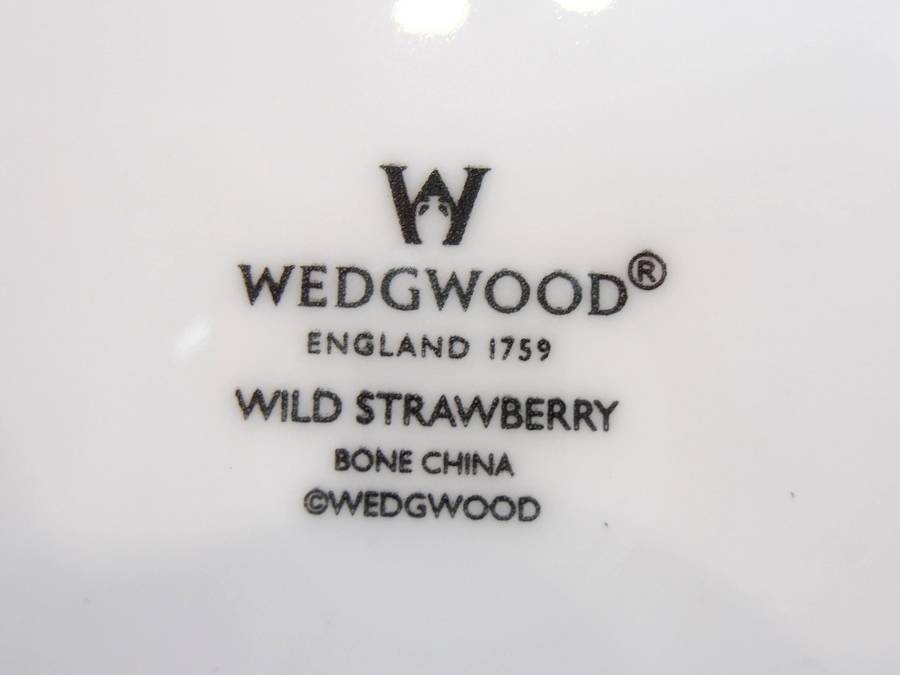 W
WEDGWOOD®
ENGLAND 1759
WILD STRAWBERRY
BONE CHINA
©WEDGWOOD